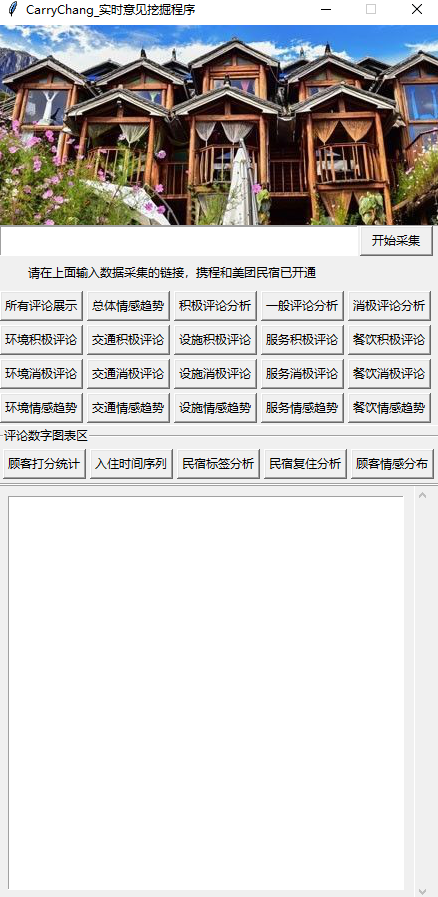 CarryChang_实时意见挖掘程序
开始采集
请在上面输入数据采集的链接，携程和美团民宿已开通
所有评论展示 总体情感趋势 积极评论分析 一般评论分析 消极评论分析
环境积极评论 交通积极评论 设施积极评论 服务积极评论 餐饮积极评论
环境消极评论 交通消极评论 设施消极评论 服务消极评论 餐饮消极评论
环境情感趋势 交通情感趋势 设施情感趋势 服务情感趋势 餐饮情感趋势
评论数字图表区
顾客打分统计 入住时间序列 民宿标签分析 民宿复住分析 顾客情感分布